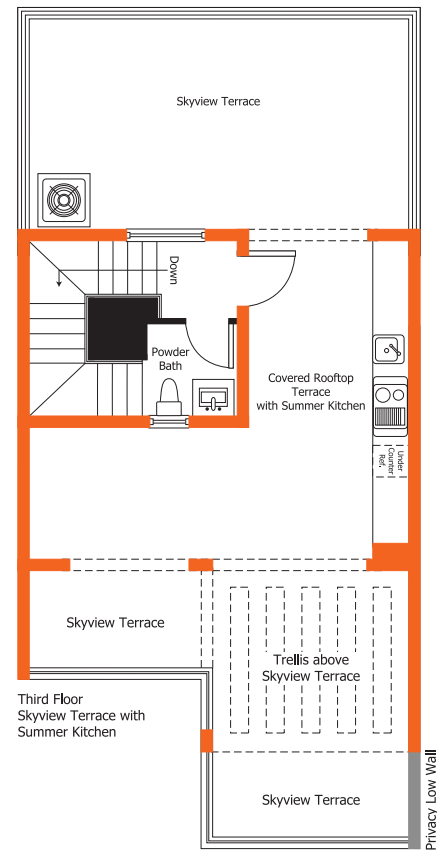 Skyview Terrace
Down
Powder
Bath
Covered Rooftop
Terrace
with Summer Kitchen
Under
Counter
Ref.
Skyview Terrace
Trellis above
Skyview Terrace
Third Floor
Skyview Terrace with
Summer Kitchen
Skyview Terrace
Privacy Low Wall